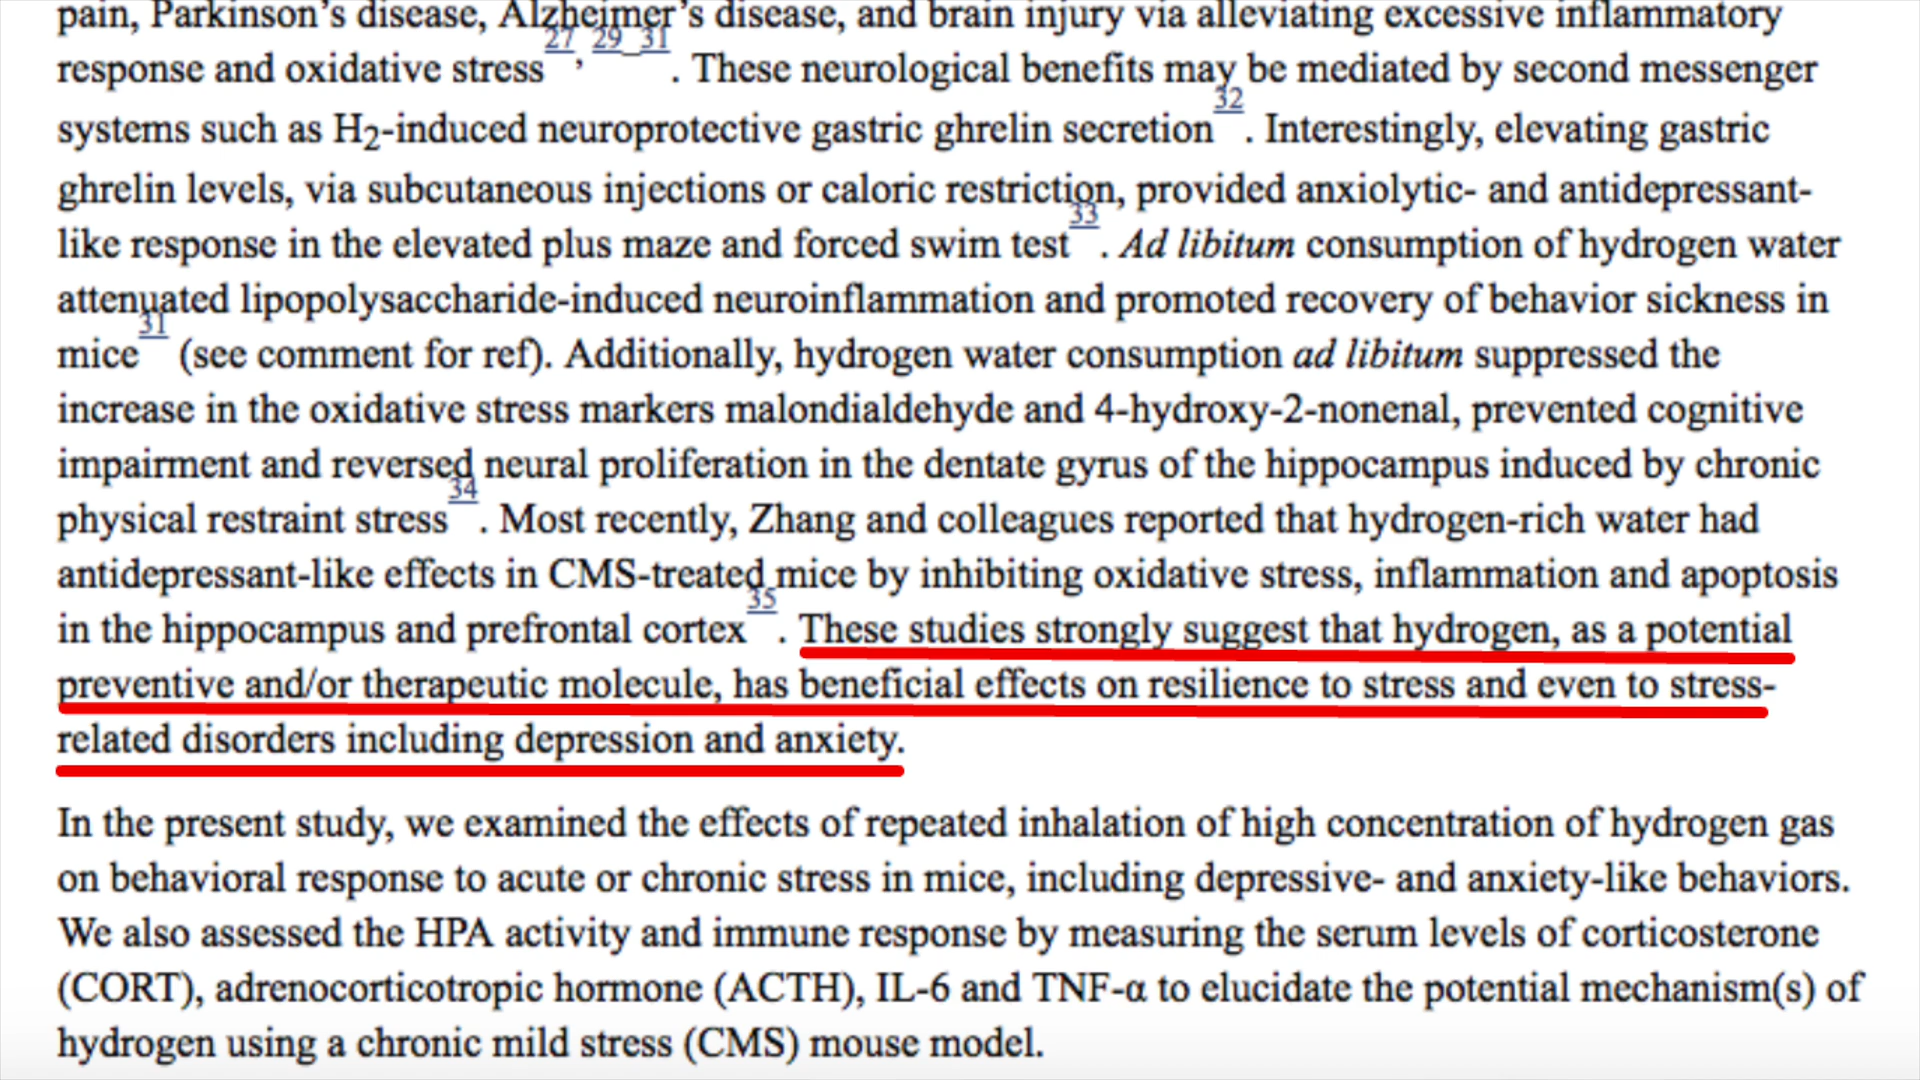 pain, Parkinson's disease, Alzheimer's disease, and brain injury via alleviating excessive inflammatory
response and oxidative stress27, 29_31. These neurological benefits may be mediated by second messenger
systems such as H2-induced neuroprotective gastric ghrelin secretion32. Interestingly, elevating gastric
ghrelin levels, via subcutaneous injections or caloric restriction, provided anxiolytic- and antidepressant-
like response in the elevated plus maze and forced swim test33. Ad libitum consumption of hydrogen water
attenuated lipopolysaccharide-induced neuroinflammation and promoted recovery of behavior sickness in
mice31 (see comment for ref). Additionally, hydrogen water consumption ad libitum suppressed the
increase in the oxidative stress markers malondialdehyde and 4-hydroxy-2-nonenal, prevented cognitive
impairment and reversed neural proliferation in the dentate gyrus of the hippocampus induced by chronic
physical restraint stress34. Most recently, Zhang and colleagues reported that hydrogen-rich water had
antidepressant-like effects in CMS-treated mice by inhibiting oxidative stress, inflammation and apoptosis
in the hippocampus and prefrontal cortex35. These studies strongly suggest that hydrogen, as a potential
preventive and/or therapeutic molecule, has beneficial effects on resilience to stress and even to stress-
related disorders including depression and anxiety.
In the present study, we examined the effects of repeated inhalation of high concentration of hydrogen gas
on behavioral response to acute or chronic stress in mice, including depressive- and anxiety-like behaviors.
We also assessed the HPA activity and immune response by measuring the serum levels of corticosterone
(CORT), adrenocorticotropic hormone (ACTH), IL-6 and TNF-α to elucidate the potential mechanism(s) of
hydrogen using a chronic mild stress (CMS) mouse model.